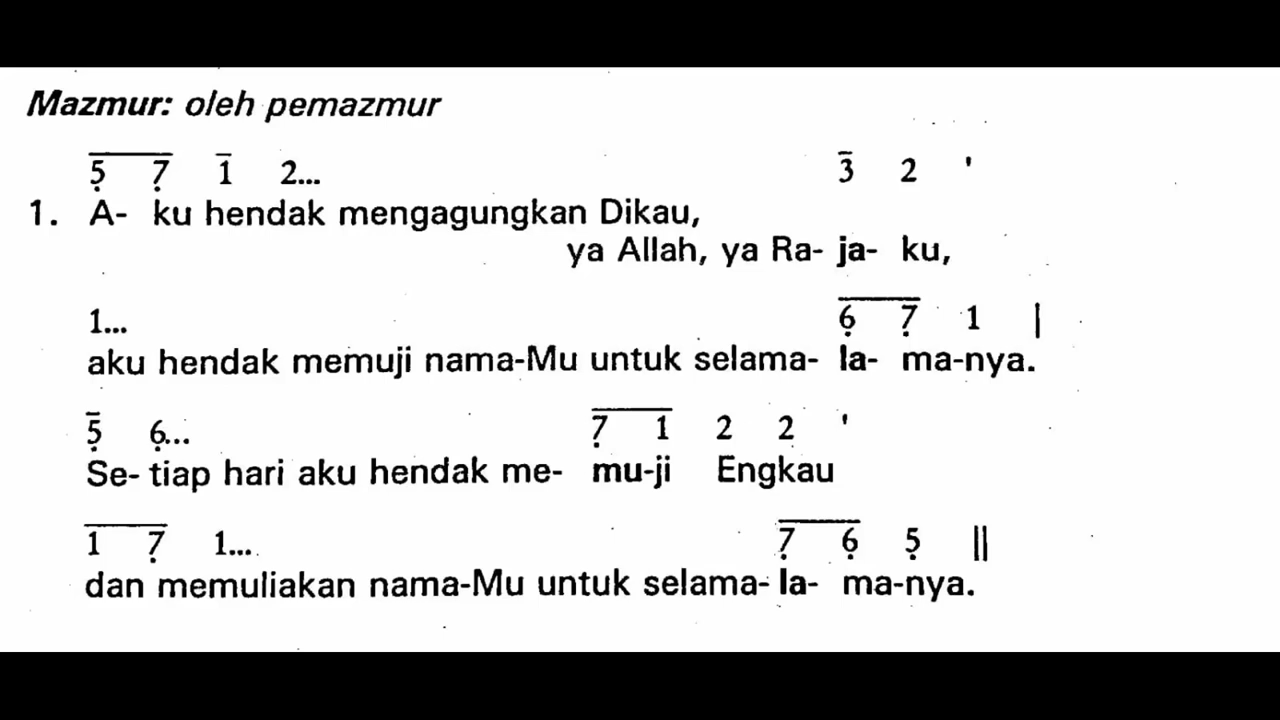 Mazmur: oleh pemazmur
5̣ 7̣ 1̅ 2...
3̅ 2 '
1. A- ku hendak mengagungkan Dikau,
ya Allah, ya Ra- ja- ku,
1... 6̣ 7̣ 1 |
aku hendak memuji nama-Mu untuk selama- la- ma-nya.
5̣̅ 6̣... 7̣ 1 2 2 '
Se- tiap hari aku hendak me- mu-ji Engkau
1 7̣ 1... 7̣ 6̣ 5̣ ||
dan memuliakan nama-Mu untuk selama- la- ma-nya.